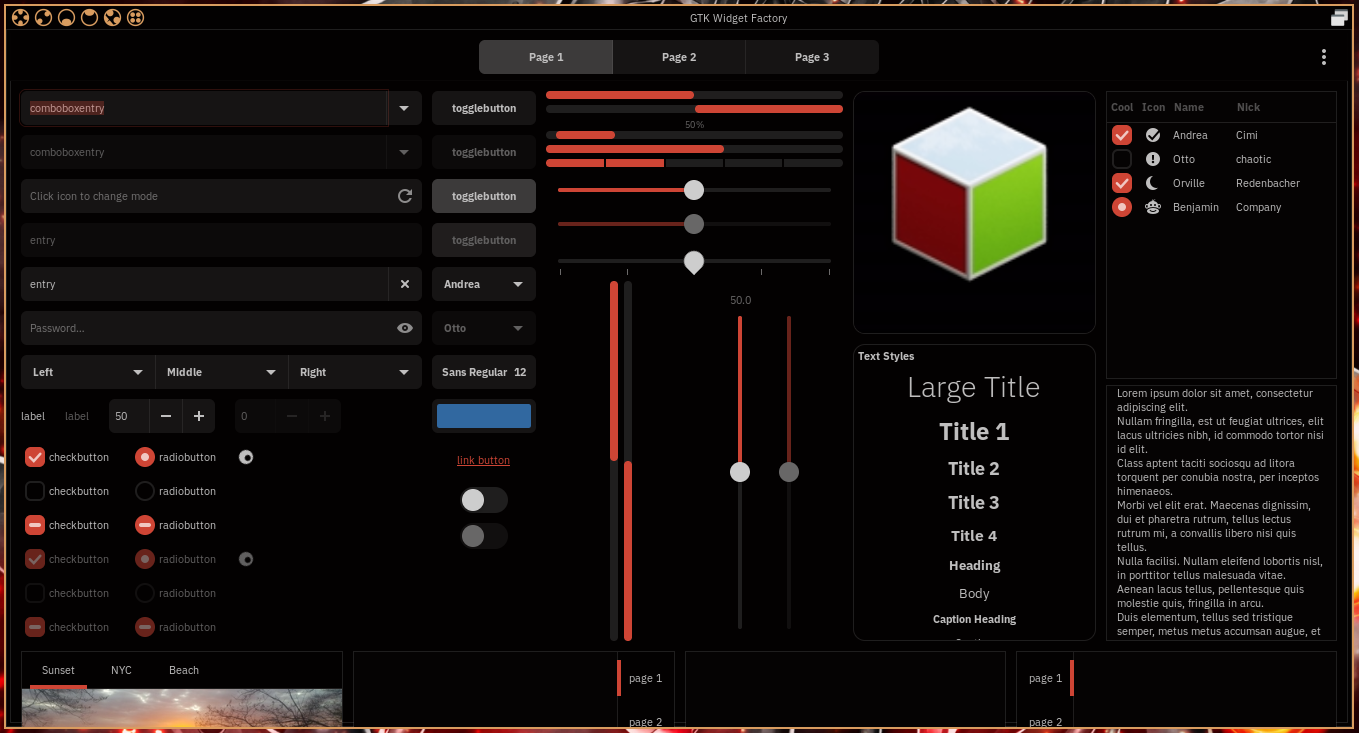 GTK Widget Factory
Page 1
Page 2
Page 3
comboboxentry
togglebutton
comboboxentry
togglebutton
Click icon to change mode
togglebutton
entry
togglebutton
entry
Andrea
Password...
Otto
Left
Middle
Right
Sans Regular 12
label
label
50
0
checkbutton
radiobutton
checkbutton
radiobutton
checkbutton
radiobutton
checkbutton
radiobutton
checkbutton
radiobutton
checkbutton
radiobutton
link button
50%
50.0
Text Styles
Large Title
Title 1
Title 2
Title 3
Title 4
Heading
Body
Caption Heading
Cool Icon Name Nick
Andrea Cimi
Otto chaotic
Orville Redenbacher
Benjamin Company
Lorem ipsum dolor sit amet, consectetur
adipiscing elit.
Nullam fringilla, est ut feugiat ultrices, elit
lacus ultricies nibh, id commodo tortor nisi
id elit.
Class aptent taciti sociosqu ad litora
torquent per conubia nostra, per inceptos
himenaeos.
Morbi vel elit erat. Maecenas dignissim,
dui et pharetra rutrum, tellus lectus
rutrum mi, a convallis libero nisi quis
tellus.
Nulla facilisi. Nullam eleifend lobortis nisl,
in porttitor tellus malesuada vitae.
Aenean lacus tellus, pellentesque quis
molestie quis, fringilla in arcu.
Duis elementum, tellus sed tristique
semper, metus metus accumsan augue, et
Sunset
NYC
Beach
page 1
page 2
page 1
page 2